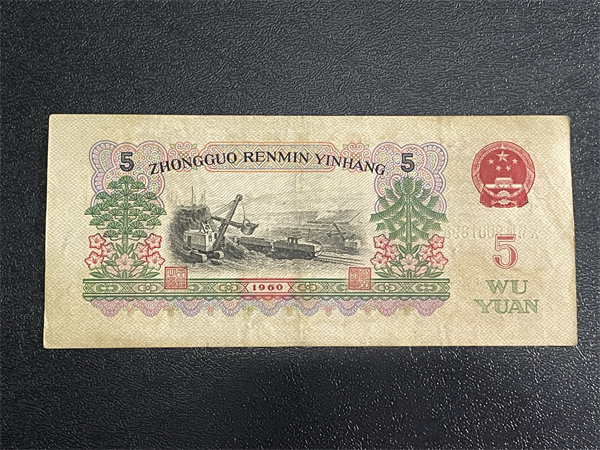 5 ZHONGGUO RENMIN YINHANG 5
1960
5
WU
YUAN